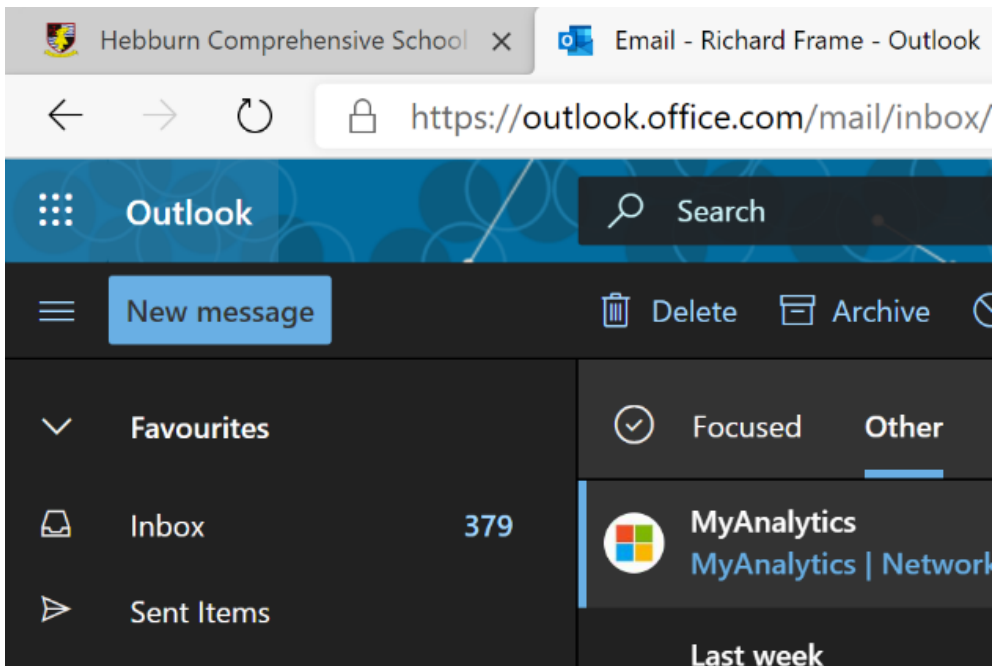 Hebburn Comprehensive School
Email - Richard Frame - Outlook
https://outlook.office.com/mail/inbox/
Outlook
Search
New message
Delete
Archive
Favourites
Focused
Other
Inbox
379
MyAnalytics
MyAnalytics | Network
Sent Items
Last week